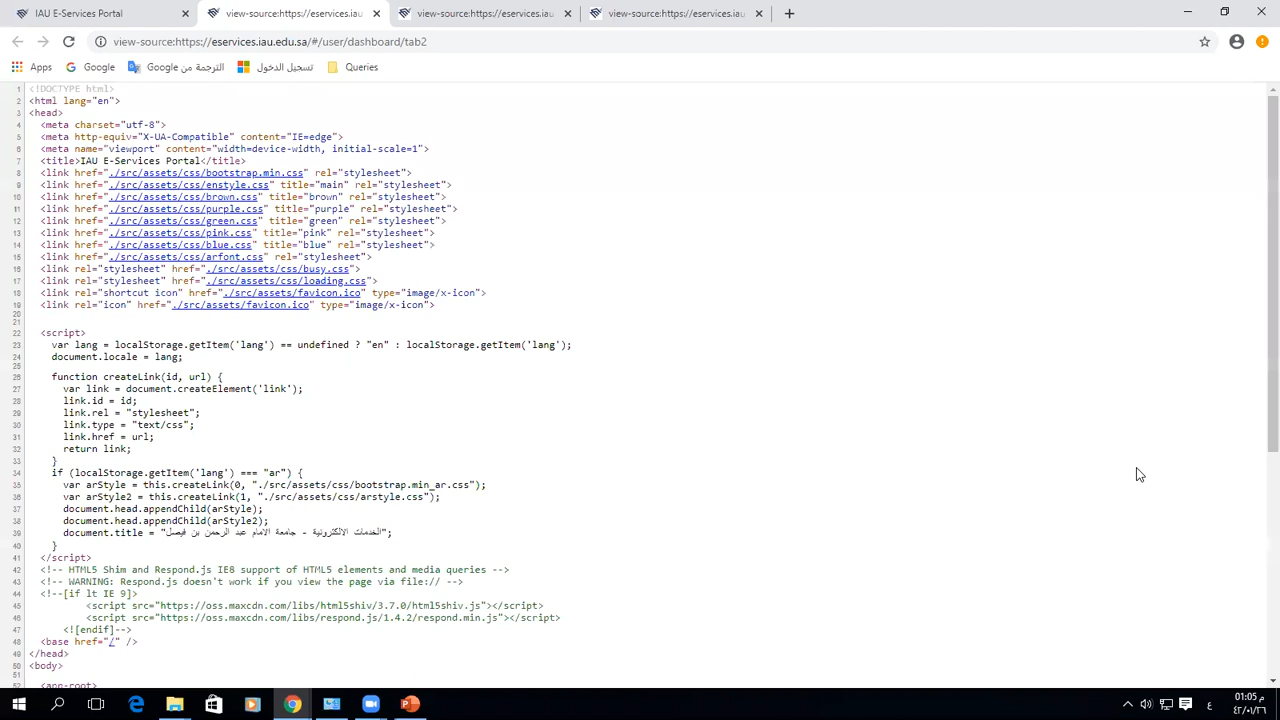 IAU E-Services Portal
view-source:https://eservices.iau
view-source:https://eservices.iau
view-source:https://eservices.iau
view-source:https://eservices.iau.edu.sa/#/user/dashboard/tab2
Apps
Google
الترجمة من Google
تسجيل الدخول
Queries
1 <!DOCTYPE html>
2 <html lang="en">
3 <head>
4 <meta charset="utf-8">
5 <meta http-equiv="X-UA-Compatible" content="IE=edge">
6 <meta name="viewport" content="width=device-width, initial-scale=1">
7 <title>IAU E-Services Portal</title>
8 <link href="./src/assets/css/bootstrap.min.css" rel="stylesheet">
9 <link href="./src/assets/css/enstyle.css" title="main" rel="stylesheet">
10 <link href="./src/assets/css/brown.css" title="brown" rel="stylesheet">
11 <link href="./src/assets/css/purple.css" title="purple" rel="stylesheet">
12 <link href="./src/assets/css/green.css" title="green" rel="stylesheet">
13 <link href="./src/assets/css/pink.css" title="pink" rel="stylesheet">
14 <link href="./src/assets/css/blue.css" title="blue" rel="stylesheet">
15 <link href="./src/assets/css/arfont.css" rel="stylesheet">
16 <link rel="stylesheet" href="./src/assets/css/busy.css">
17 <link rel="stylesheet" href="./src/assets/css/loading.css">
18 <link rel="shortcut icon" href="./src/assets/favicon.ico" type="image/x-icon">
19 <link rel="icon" href="./src/assets/favicon.ico" type="image/x-icon">
20
21
22 <script>
23 var lang = localStorage.getItem('lang') == undefined ? "en" : localStorage.getItem('lang');
24 document.locale = lang;
25
26 function createLink(id, url) {
27 var link = document.createElement('link');
28 link.id = id;
29 link.rel = "stylesheet";
30 link.type = "text/css";
31 link.href = url;
32 return link;
33 }
34 if (localStorage.getItem('lang') === "ar") {
35 var arStyle = this.createLink(0, "./src/assets/css/bootstrap.min_ar.css");
36 var arStyle2 = this.createLink(1, "./src/assets/css/arstyle.css");
37 document.head.appendChild(arStyle);
38 document.head.appendChild(arStyle2);
39 document.title = "الخدمات الالكترونية - جامعة الامام عبد الرحمن بن فيصل";
40 }
41 </script>
42 <!-- HTML5 Shim and Respond.js IE8 support of HTML5 elements and media queries -->
43 <!-- WARNING: Respond.js doesn't work if you view the page via file:// -->
44 <!--[if lt IE 9]>
45 <script src="https://oss.maxcdn.com/libs/html5shiv/3.7.0/html5shiv.js"></script>
46 <script src="https://oss.maxcdn.com/libs/respond.js/1.4.2/respond.min.js"></script>
47 <![endif]-->
48 <base href="/" />
49 </head>
50 <body>
51
<app-root>
ع
01:05 م
٤٢/٠١/٢٦